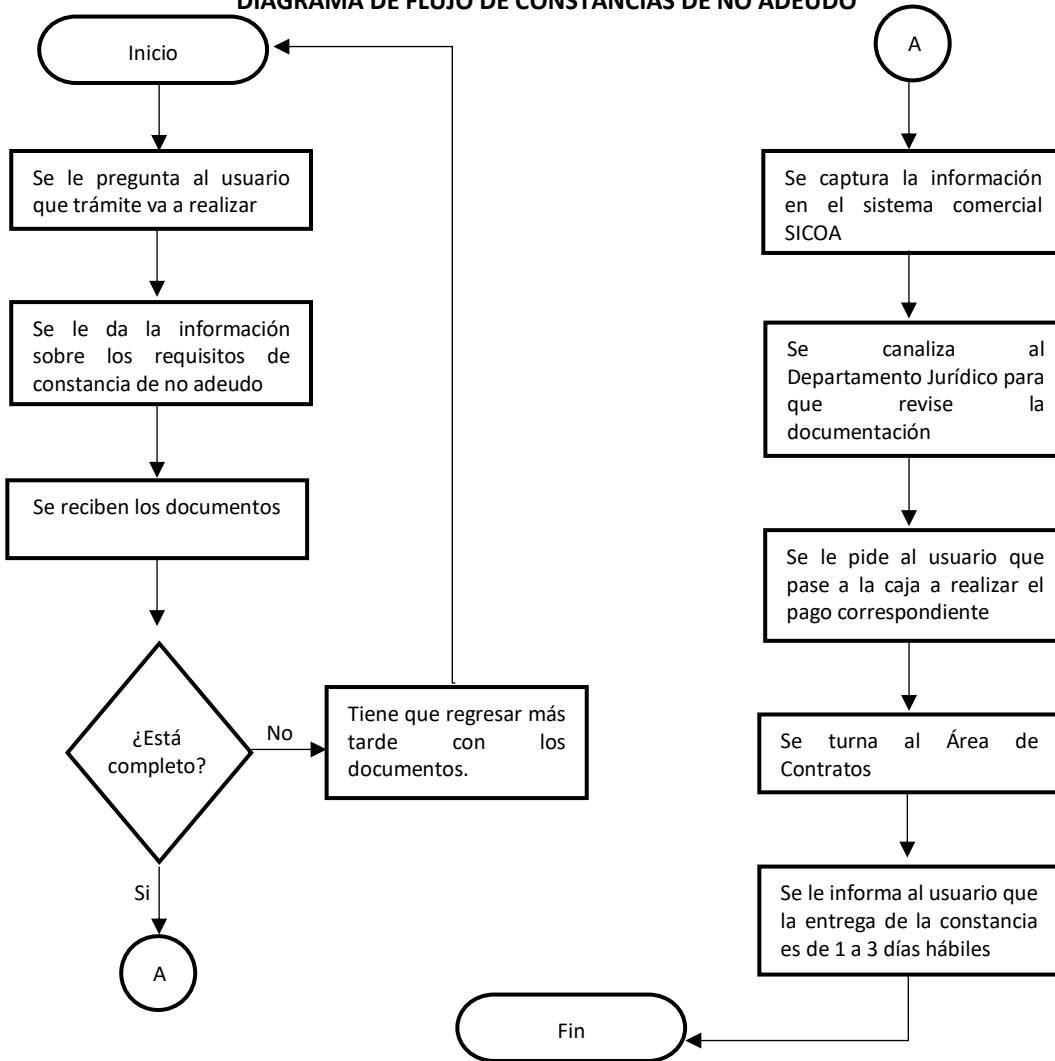 DIAGRAMA DE FLUJO DE CONSTANCIAS DE NO ADEUDO
Inicio
Se le pregunta al usuario
que trámite va a realizar
Se le da la información
sobre los requisitos de
constancia de no adeudo
Se reciben los documentos
¿Está
completo?
No
Tiene que regresar más
tarde con los
documentos.
Si
A
A
Se captura la información
en el sistema comercial
SICOA
Se canaliza al
Departamento Jurídico para
que revise la
documentación
Se le pide al usuario que
pase a la caja a realizar el
pago correspondiente
Se turna al Área de
Contratos
Se le informa al usuario que
la entrega de la constancia
es de 1 a 3 días hábiles
Fin